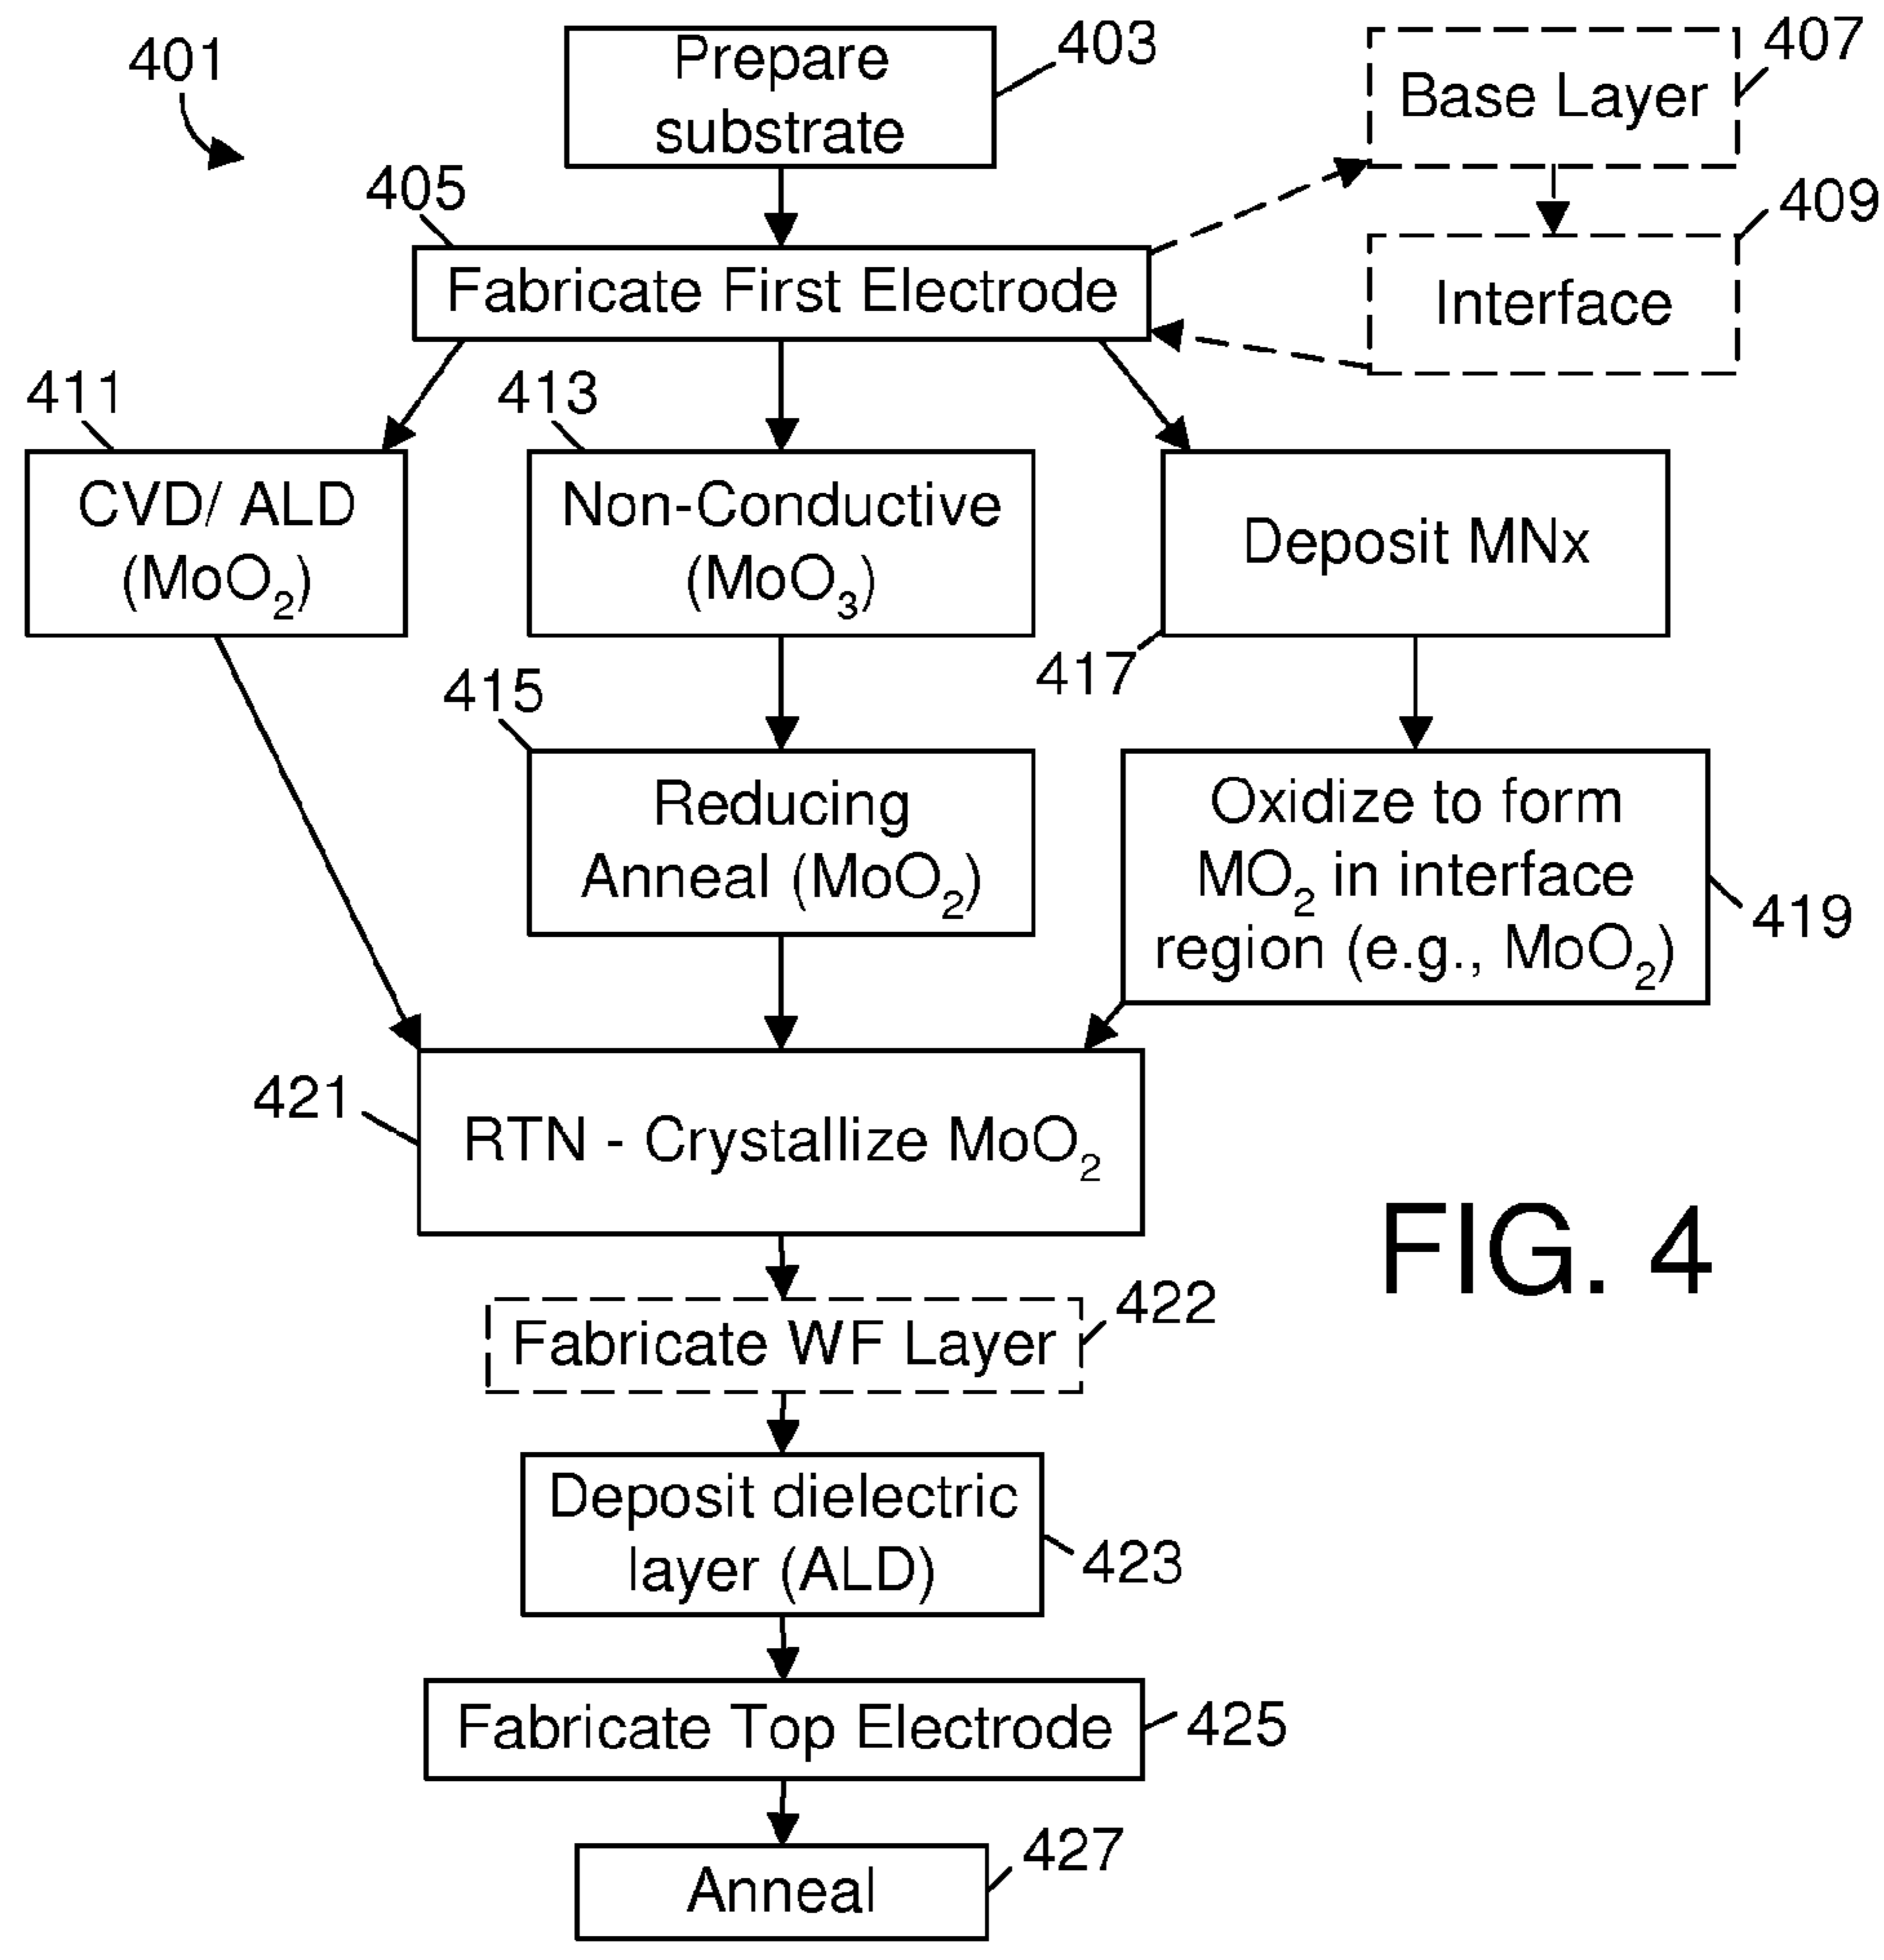 401
Prepare
substrate
403
Base Layer
407
405
Fabricate First Electrode
Interface
409
411
CVD/ ALD
(MoO₂)
413
Non-Conductive
(MoO₃)
Deposit MNx
417
415
Reducing
Anneal (MoO₂)
Oxidize to form
MO₂ in interface
region (e.g., MoO₂)
419
421
RTN - Crystallize MoO₂
FIG. 4
Fabricate WF Layer
422
Deposit dielectric
layer (ALD)
423
Fabricate Top Electrode
425
Anneal
427